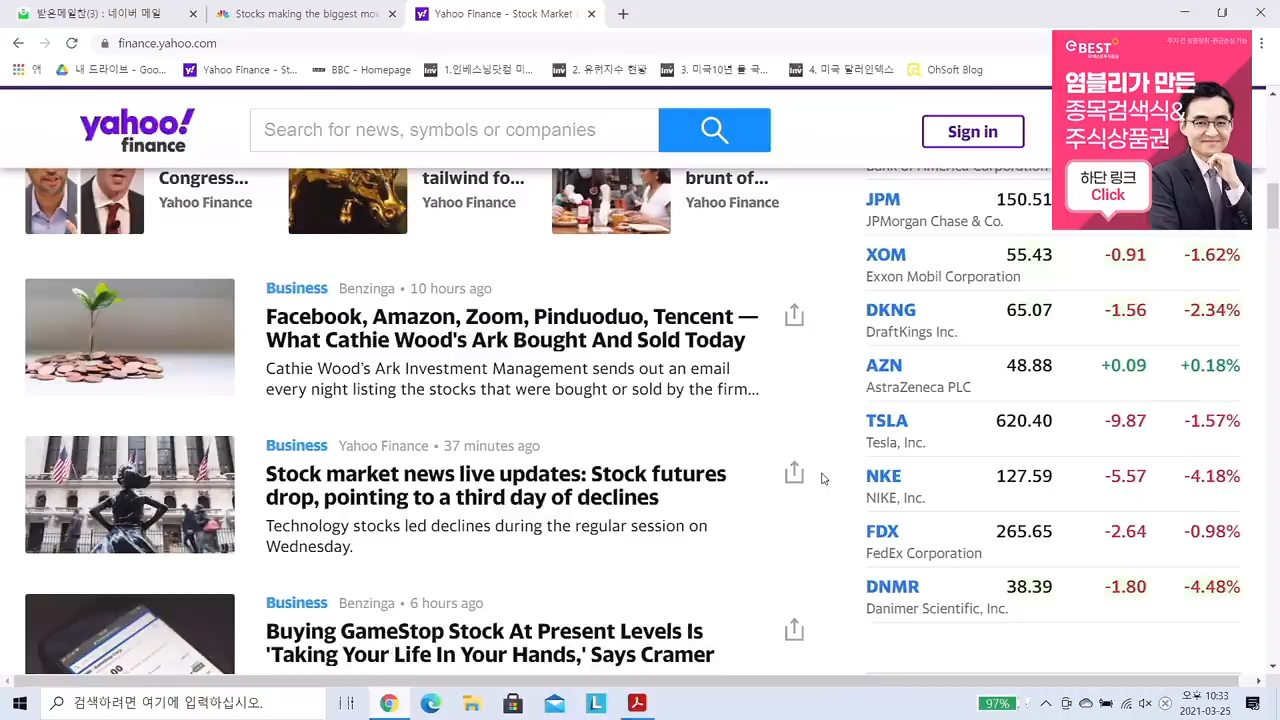 받은메일함(3) : 네이버 메일
Stocks making the biggest mov
Yahoo Finance - Stock Market
finance.yahoo.com
앱
내 드라이브 - Goo...
Yahoo Finance - St...
BBC - Homepage
1.인베스팅닷컴 미...
2. 유럽지수 현황
3. 미국10년 물 국...
4. 미국 달러인덱스
OhSoft Blog
yahoo!
finance
Search for news, symbols or companies
Sign in
eBEST
염블리가 만든
종목검색식&
주식상품권
하단 링크
Click
Congress...
Yahoo Finance
tailwind fo...
Yahoo Finance
brunt of...
Yahoo Finance
Business Benzinga • 10 hours ago
Facebook, Amazon, Zoom, Pinduoduo, Tencent —
What Cathie Wood's Ark Bought And Sold Today
Cathie Wood's Ark Investment Management sends out an email
every night listing the stocks that were bought or sold by the firm...
Business Yahoo Finance • 37 minutes ago
Stock market news live updates: Stock futures
drop, pointing to a third day of declines
Technology stocks led declines during the regular session on
Wednesday.
Business Benzinga • 6 hours ago
Buying GameStop Stock At Present Levels Is
'Taking Your Life In Your Hands,' Says Cramer
Bank of America Corporation
JPM 150.51
JPMorgan Chase & Co.
XOM 55.43 -0.91 -1.62%
Exxon Mobil Corporation
DKNG 65.07 -1.56 -2.34%
DraftKings Inc.
AZN 48.88 +0.09 +0.18%
AstraZeneca PLC
TSLA 620.40 -9.87 -1.57%
Tesla, Inc.
NKE 127.59 -5.57 -4.18%
NIKE, Inc.
FDX 265.65 -2.64 -0.98%
FedEx Corporation
DNMR 38.39 -1.80 -4.48%
Danimer Scientific, Inc.
검색하려면 여기에 입력하십시오.
97%
오후 10:33
2021-03-25